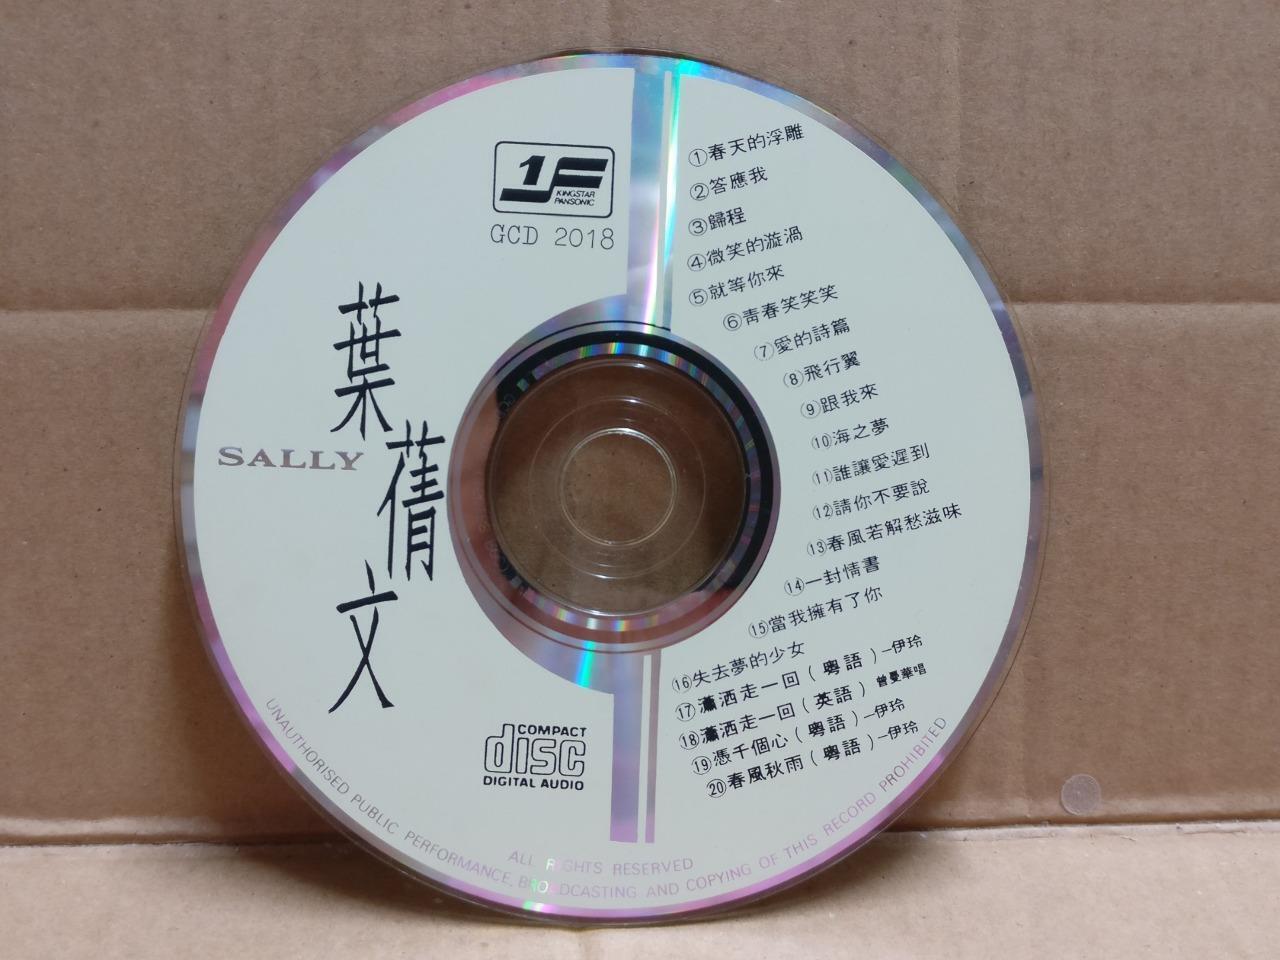 1F
KINGSTAR
PANSONIC
GCD 2018
葉蒨文
SALLY
①春天的浮雕
②答應我
③歸程
④微笑的漩渦
⑤就等你來
⑥青春笑笑笑
⑦愛的詩篇
⑧飛行翼
⑨跟我來
⑩海之夢
⑪誰讓愛遲到
⑫請你不要說
⑬春風若解愁滋味
⑭一封情書
⑮當我擁有了你
⑯失去夢的少女
⑰瀟洒走一回(粵語)—伊玲
⑱瀟洒走一回(英語)曾曼華唱
⑲憑千個心(粵語)—伊玲
⑳春風秋雨(粵語)—伊玲
COMPACT
disc
DIGITAL AUDIO
ALL RIGHTS RESERVED
UNAUTHORISED PUBLIC PERFORMANCE, BROADCASTING AND COPYING OF THIS RECORD PROHIBITED